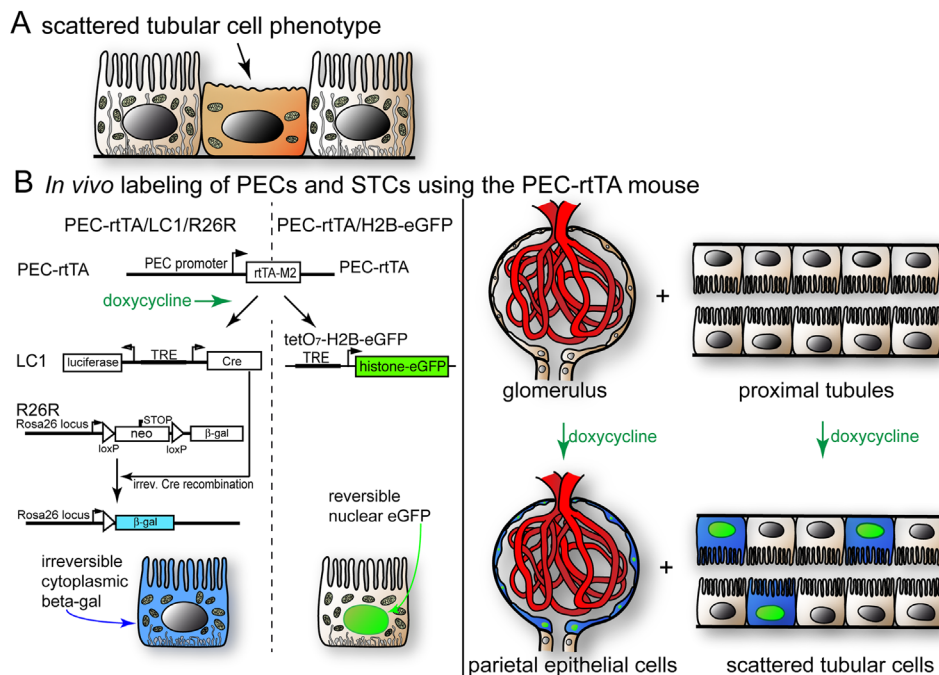 A scattered tubular cell phenotype
B In vivo labeling of PECs and STCs using the PEC-rtTA mouse
PEC-rtTA/LC1/R26R
PEC-rtTA/H2B-eGFP
PEC-rtTA
PEC promoter
rtTA-M2
PEC-rtTA
doxycycline
LC1
luciferase
TRE
Cre
tetO₇-H2B-eGFP
TRE
histone-eGFP
R26R
Rosa26 locus
loxP
neo
STOP
loxP
β-gal
irrev. Cre recombination
Rosa26 locus
β-gal
irreversible
cytoplasmic
beta-gal
reversible
nuclear eGFP
+
glomerulus
proximal tubules
doxycycline
doxycycline
+
parietal epithelial cells
scattered tubular cells